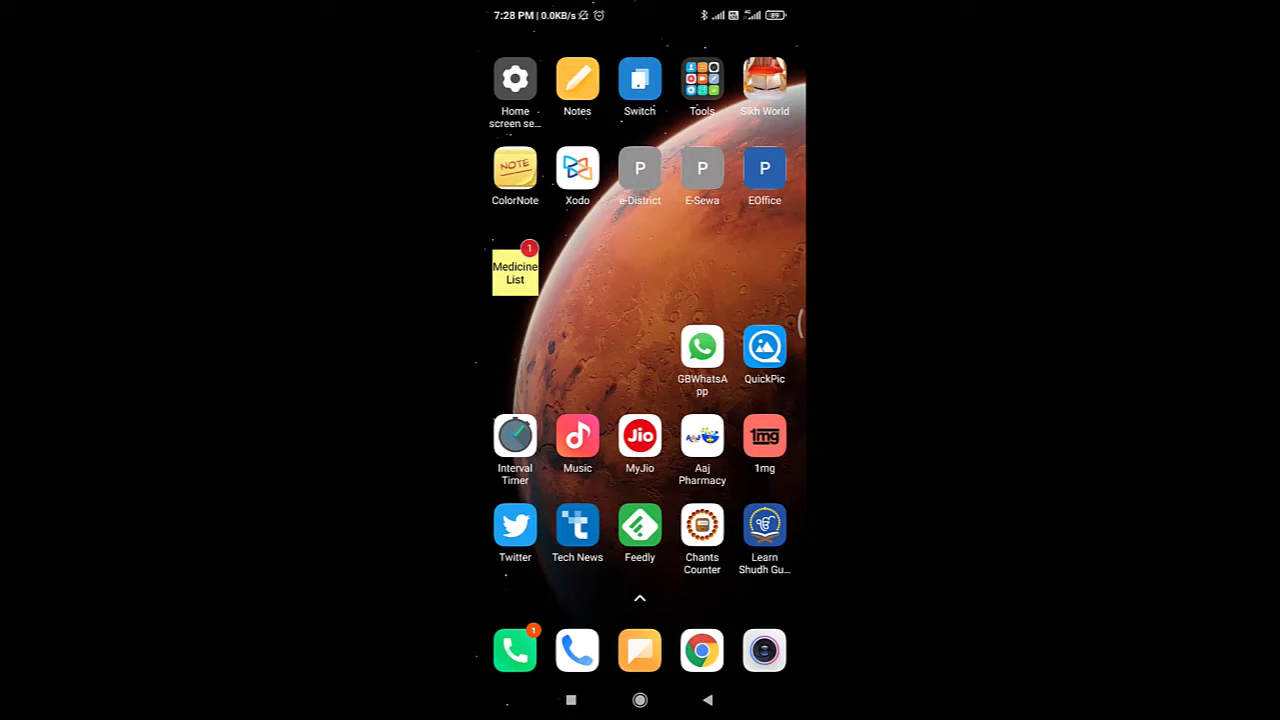 7:28 PM | 0.0KB/s
4G
89
Home
screen se...
Notes
Switch
Tools
Sikh World
NOTE
ColorNote
Xodo
P
e-District
P
E-Sewa
P
EOffice
1
Medicine
List
GBWhatsA
pp
QuickPic
Interval
Timer
Music
Jio
MyJio
Aaj
Pharmacy
1mg
1mg
Twitter
t
Tech News
Feedly
Chants
Counter
ੴ
Learn
Shudh Gu...
1